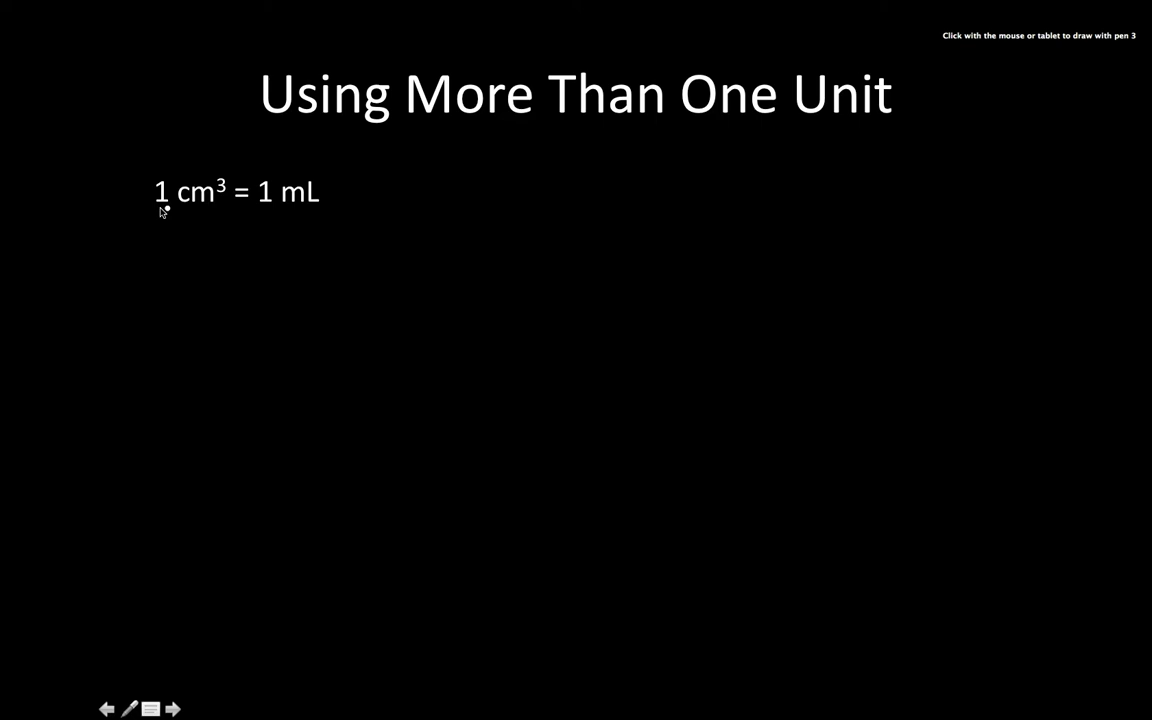 Click with the mouse or tablet to draw with pen 3
Using More Than One Unit
1 cm³ = 1 mL